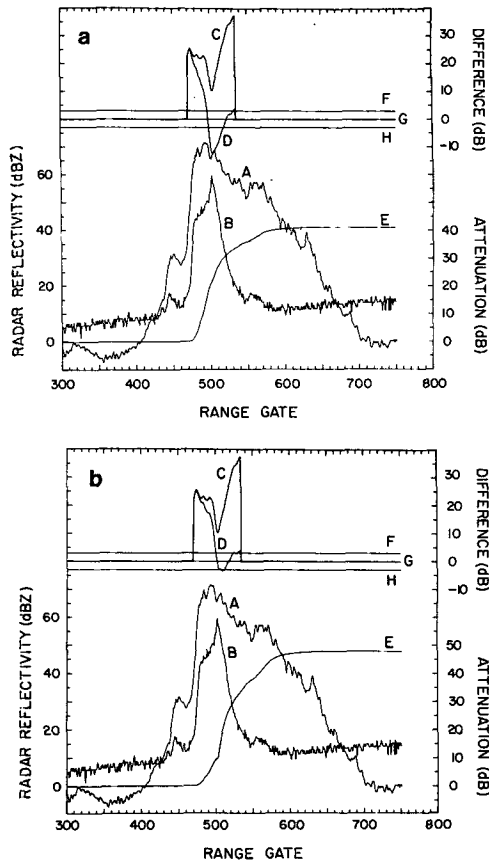 a
C
F
G
D
H
A
B
E
30
20
10
0
-10
DIFFERENCE (dB)
60
40
20
0
RADAR REFLECTIVITY (dBZ)
40
30
20
10
0
ATTENUATION (dB)
300 400 500 600 700 800
RANGE GATE
b
C
D
F
G
H
A
B
E
30
20
10
0
-10
DIFFERENCE (dB)
60
40
20
0
RADAR REFLECTIVITY (dBZ)
50
40
30
20
10
0
ATTENUATION (dB)
300 400 500 600 700 800
RANGE GATE